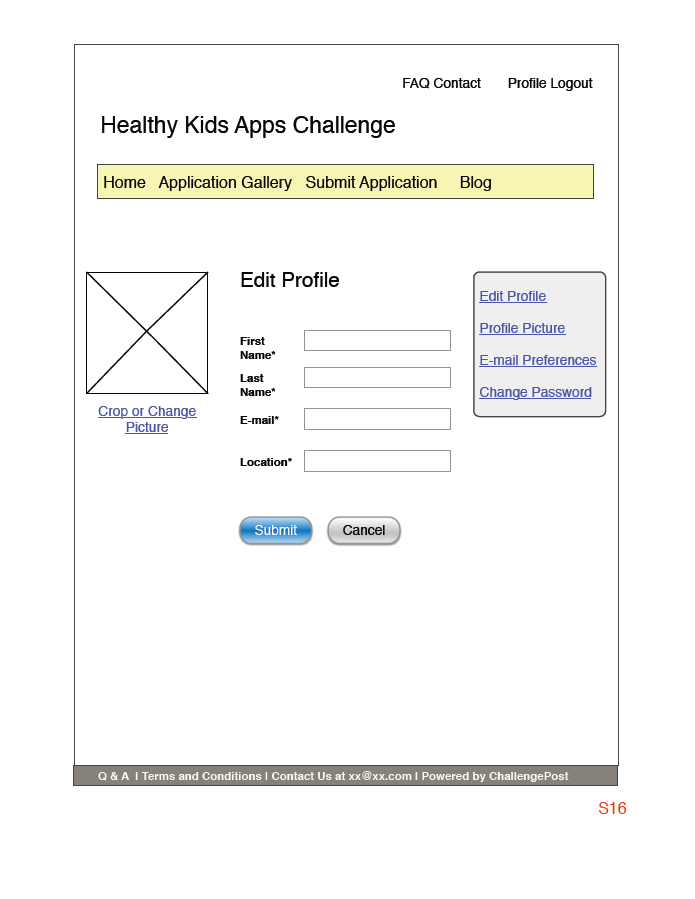 FAQ Contact Profile Logout
Healthy Kids Apps Challenge
Home Application Gallery Submit Application Blog
Crop or Change
Picture
Edit Profile
First
Name*
Last
Name*
E-mail*
Location*
Submit Cancel
Edit Profile
Profile Picture
E-mail Preferences
Change Password
Q & A | Terms and Conditions | Contact Us at xx@xx.com | Powered by ChallengePost
S16